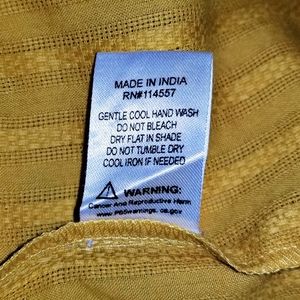 MADE IN INDIA
RN#114557
GENTLE COOL HAND WASH
DO NOT BLEACH
DRY FLAT IN SHADE
DO NOT TUMBLE DRY
COOL IRON IF NEEDED
WARNING:
Cancer And Reproductive Harm
www.P65warnings.ca.gov